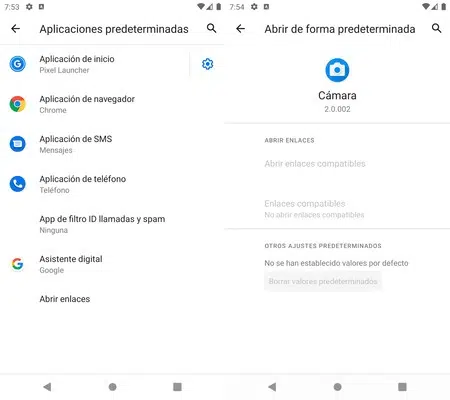 7:53
Aplicaciones predeterminadas
Aplicación de inicio
Pixel Launcher
Aplicación de navegador
Chrome
Aplicación de SMS
Mensajes
Aplicación de teléfono
Teléfono
App de filtro ID llamadas y spam
Ninguna
Asistente digital
Google
Abrir enlaces
7:54
Abrir de forma predeterminada
Cámara
2.0.002
ABRIR ENLACES
Abrir enlaces compatibles
Enlaces compatibles
No abrir enlaces compatibles
OTROS AJUSTES PREDETERMINADOS
No se han establecido valores por defecto
Borrar valores predeterminados